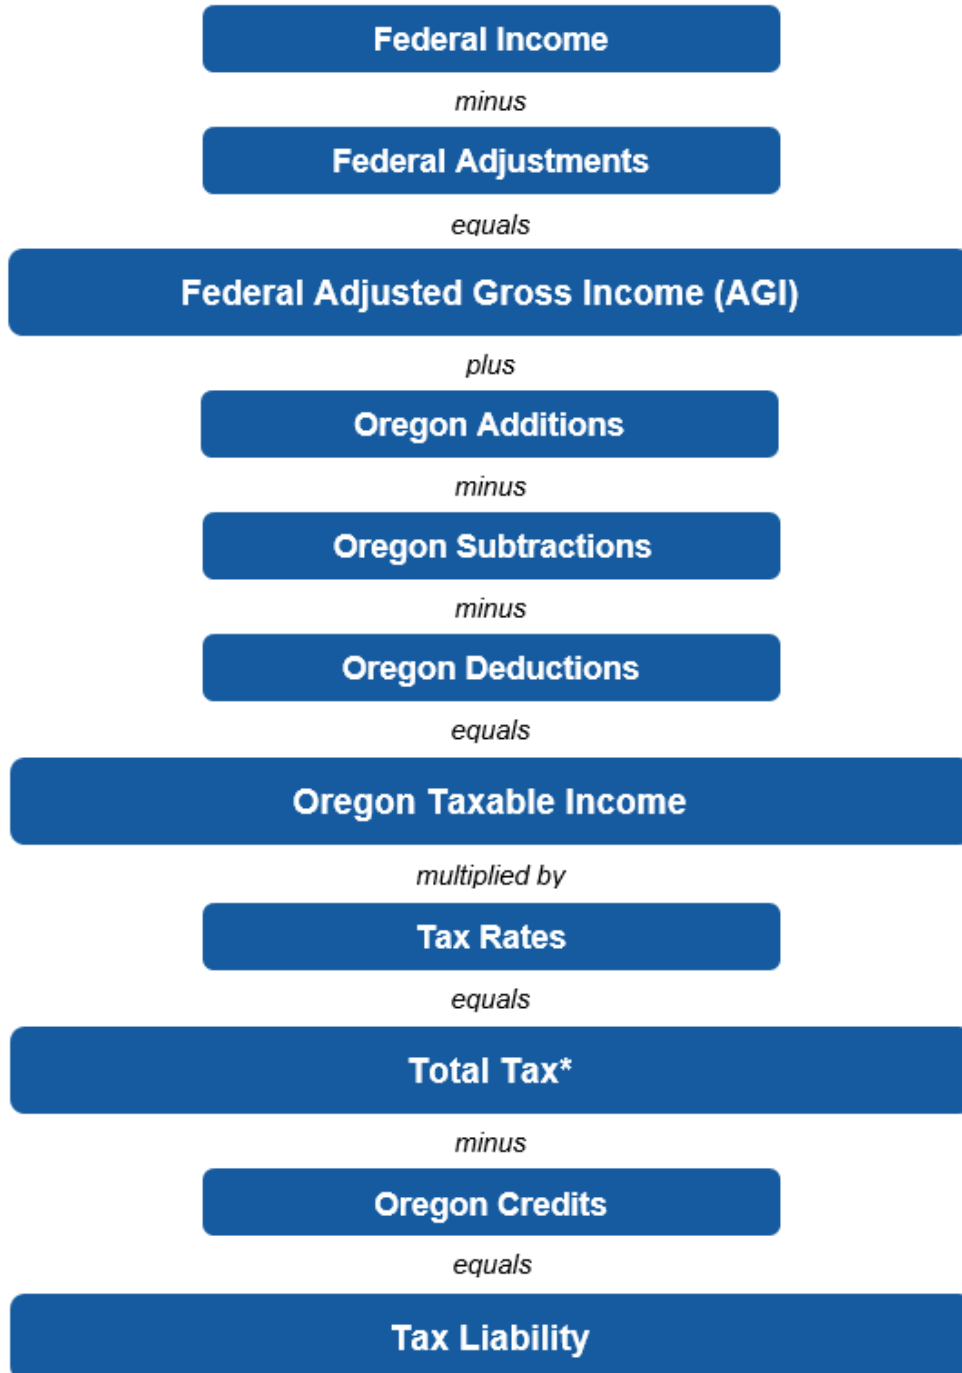 Federal Income
minus
Federal Adjustments
equals
Federal Adjusted Gross Income (AGI)
plus
Oregon Additions
minus
Oregon Subtractions
minus
Oregon Deductions
equals
Oregon Taxable Income
multiplied by
Tax Rates
equals
Total Tax*
minus
Oregon Credits
equals
Tax Liability